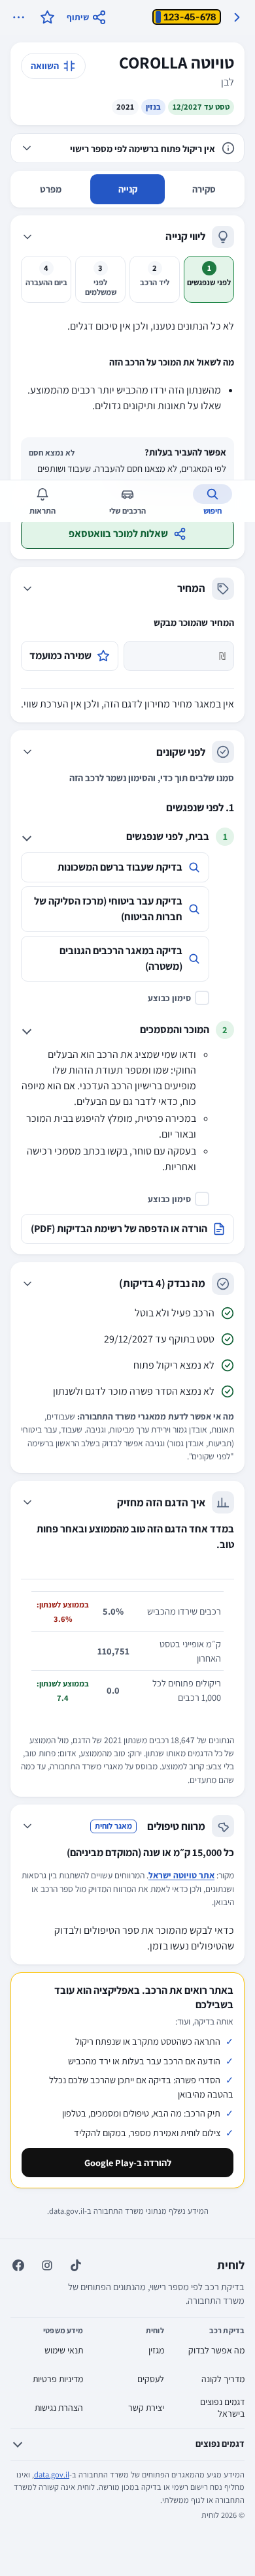 123-45-678
שיתוף
טויוטה COROLLA
השוואה
לבן
טסט עד 12/2027
בנזין
2021
אין ריקול פתוח ברשימה לפי מספר רישוי
סקירה
קנייה
מפרט
ליווי קנייה
1
לפני שנפגשים
2
ליד הרכב
3
לפני
שמשלמים
4
ביום ההעברה
לא כל הנתונים נטענו, ולכן אין סיכום דגלים.
מה לשאול את המוכר על הרכב הזה
מהשנתון הזה ירדו מהכביש יותר רכבים מהממוצע.
שאלו על תאונות ותיקונים גדולים.
אפשר להעביר בעלות?
לא נמצא חסם
לפי המאגרים, לא מצאנו חסם להעברה. שעבוד ושותפים
חיפוש
הרכבים שלי
התראות
שאלות למוכר בוואטסאפ
המחיר
המחיר שהמוכר מבקש
₪
שמירה כמועמד
אין במאגר מחיר מחירון לדגם הזה, ולכן אין הערכת שווי.
לפני שקונים
סמנו שלבים תוך כדי, והסימון נשמר לרכב הזה
1. לפני שנפגשים
1
בבית, לפני שנפגשים
בדיקת שעבוד ברשם המשכונות
בדיקת עבר ביטוחי (מרכז הסליקה של
חברות הביטוח)
בדיקה במאגר הרכבים הגנובים
(משטרה)
סימון כבוצע
2
המוכר והמסמכים
ודאו שמי שמציג את הרכב הוא הבעלים
החוקי: שמו ומספר תעודת הזהות שלו
מופיעים ברישיון הרכב העדכני. אם הוא מיופה
כוח, כדאי לדבר גם עם הבעלים.
במכירה פרטית, מומלץ להיפגש בבית המוכר
ובאור יום.
בעסקה עם סוחר, בקשו בכתב מסמכי רכישה
ואחריות.
סימון כבוצע
הורדה או הדפסה של רשימת הבדיקות (PDF)
מה נבדק (4 בדיקות)
הרכב פעיל ולא בוטל
טסט בתוקף עד 29/12/2027
לא נמצא ריקול פתוח
לא נמצא הסדר פשרה מוכר לדגם ולשנתון
מה אי אפשר לדעת ממאגרי משרד התחבורה: שעבודים,
תאונות, אובדן גמור וירידת ערך מביטוח, וגניבה. שעבוד, עבר ביטוחי
(תביעות, אובדן גמור) וגניבה אפשר לבדוק בשלב הראשון ברשימה
"לפני שקונים".
איך הדגם הזה מחזיק
במדד אחד הדגם הזה טוב מהממוצע ובאחר פחות
טוב.
רכבים שירדו מהכביש
5.0%
בממוצע לשנתון:
3.6%
ק״מ אופייני בטסט
האחרון
110,751
ריקולים פתוחים לכל
1,000 רכבים
0.0
בממוצע לשנתון:
7.4
הנתונים של 18,647 רכבים משנתון 2021 של הדגם, מול הממוצע
של כל הדגמים מאותו שנתון. ירוק: טוב מהממוצע, אדום: פחות טוב,
בלי צבע: קרוב לממוצע. מבוסס על מאגרי משרד התחבורה, עד כמה
שהם מתעדים.
מרווח טיפולים
מאגר לוחית
כל 15,000 ק״מ או שנה (המוקדם מביניהם)
מקור: אתר טויוטה ישראל. המרווחים עשויים להשתנות בין גרסאות
ושנתונים, ולכן כדאי לאמת את המרווח המדויק מול ספר הרכב או
היבואן.
כדאי לבקש מהמוכר את ספר הטיפולים ולבדוק
שהטיפולים נעשו בזמן.
באתר רואים את הרכב. באפליקציה הוא עובד
בשבילכם
אותה בדיקה, ועוד:
✓ התראה כשהטסט מתקרב או שנפתח ריקול
✓ הודעה אם הרכב עבר בעלות או ירד מהכביש
✓ הסדרי פשרה: בדיקה אם ייתכן שהרכב שלכם נכלל
בהטבה מהיבואן
✓ תיק הרכב: מה הבא, טיפולים ומסמכים, בטלפון
✓ צילום לוחית ואמירת מספר, במקום להקליד
להורדה ב-Google Play
המידע נשלף מנתוני משרד התחבורה ב-data.gov.il.
לוחית
בדיקת רכב לפי מספר רישוי, מהנתונים הפתוחים של
משרד התחבורה.
בדיקת רכב
לוחית
מידע משפטי
מה אפשר לבדוק
מגזין
תנאי שימוש
מדריך לקונה
לעסקים
מדיניות פרטיות
דגמים נפוצים
בישראל
יצירת קשר
הצהרת נגישות
דגמים נפוצים
המידע מגיע מהמאגרים הפתוחים של משרד התחבורה ב-data.gov.il, ואינו
מחליף נסח רישום רשמי או בדיקה במכון מורשה. לוחית אינה קשורה למשרד
התחבורה או לגוף ממשלתי.
© 2026 לוחית